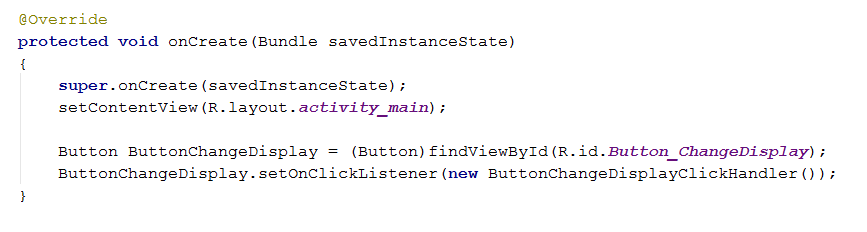 @Override
protected void onCreate(Bundle savedInstanceState)
{
    super.onCreate(savedInstanceState);
    setContentView(R.layout.activity_main);

    Button ButtonChangeDisplay = (Button)findViewById(R.id.Button_ChangeDisplay);
    ButtonChangeDisplay.setOnClickListener(new ButtonChangeDisplayClickHandler());
}